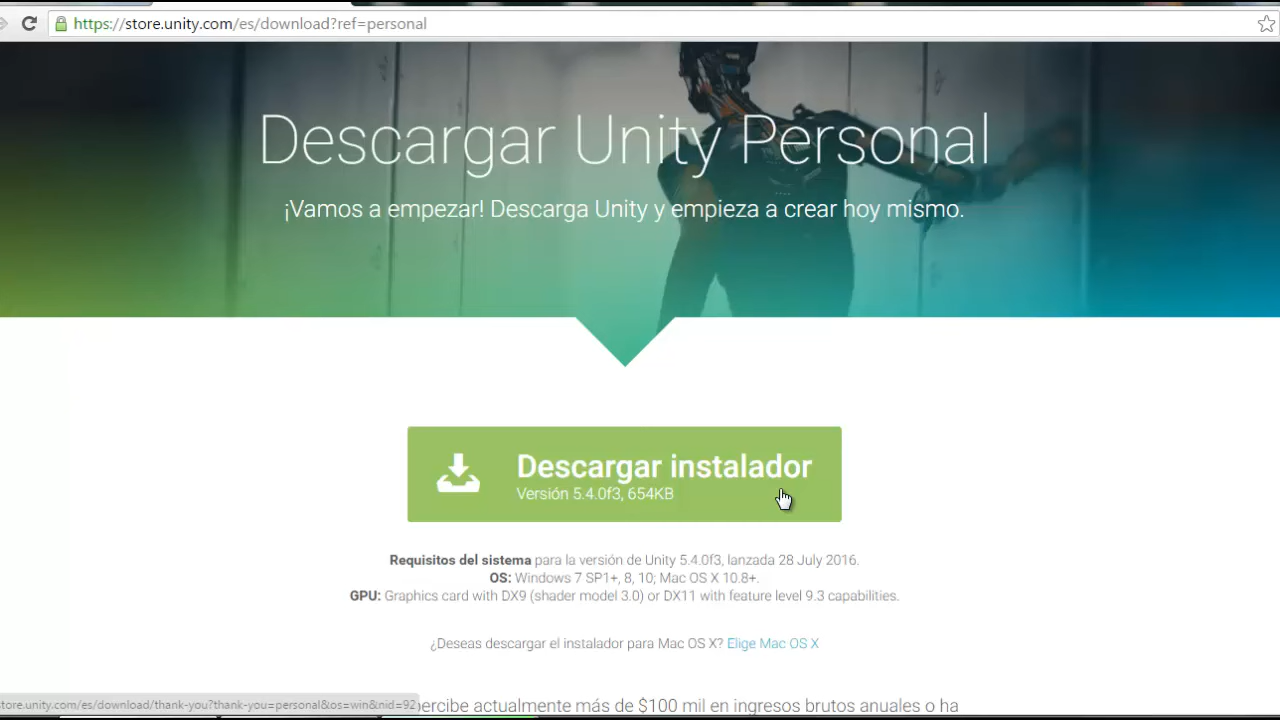 https://store.unity.com/es/download?ref=personal
Descargar Unity Personal
¡Vamos a empezar! Descarga Unity y empieza a crear hoy mismo.
Descargar instalador
Versión 5.4.0f3, 654KB
Requisitos del sistema para la versión de Unity 5.4.0f3, lanzada 28 July 2016.
OS: Windows 7 SP1+, 8, 10; Mac OS X 10.8+.
GPU: Graphics card with DX9 (shader model 3.0) or DX11 with feature level 9.3 capabilities.
¿Deseas descargar el instalador para Mac OS X? Elige Mac OS X
store.unity.com/es/download/thank-you?thank-you=personal&os=win&nid=92
percibe actualmente más de $100 mil en ingresos brutos anuales o ha